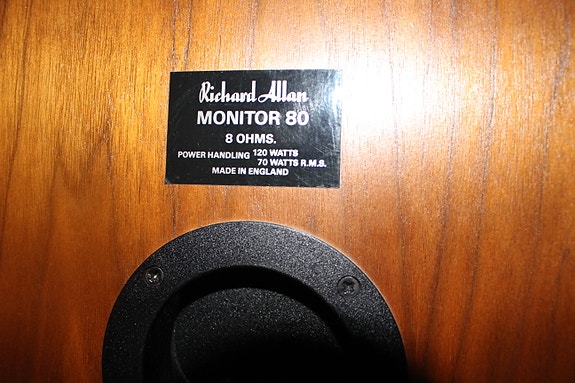 Richard Allan
MONITOR 80
8 OHMS.
POWER HANDLING 120 WATTS
70 WATTS R.M.S.
MADE IN ENGLAND